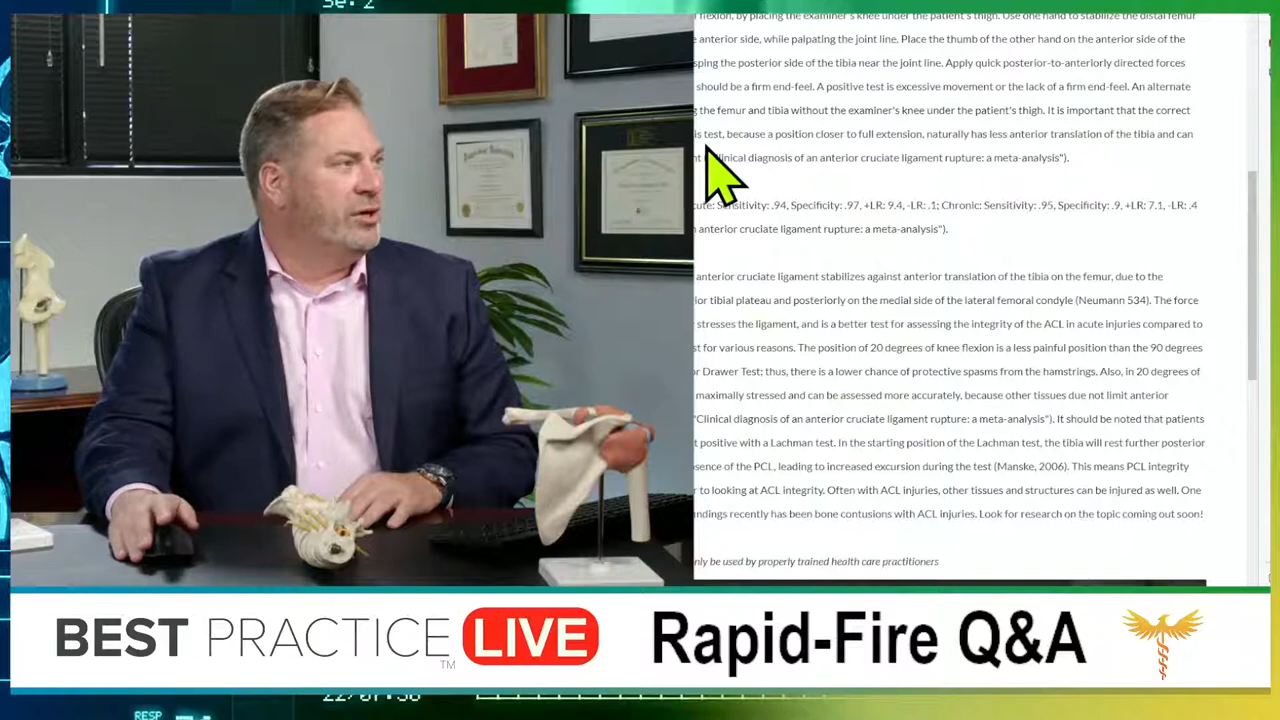 Se: 2
flexion, by placing the examiner's knee under the patient's thigh. Use one hand to stabilize the distal femur
anterior side, while palpating the joint line. Place the thumb of the other hand on the anterior side of the
ping the posterior side of the tibia near the joint line. Apply quick posterior-to-anteriorly directed forces
should be a firm end-feel. A positive test is excessive movement or the lack of a firm end-feel. An alternate
the femur and tibia without the examiner's knee under the patient's thigh. It is important that the correct
is test, because a position closer to full extension, naturally has less anterior translation of the tibia and can
linical diagnosis of an anterior cruciate ligament rupture: a meta-analysis").
ute: Sensitivity: .94, Specificity: .97, +LR: 9.4, -LR: .1; Chronic: Sensitivity: .95, Specificity: .9, +LR: 7.1, -LR: .4
anterior cruciate ligament rupture: a meta-analysis").
anterior cruciate ligament stabilizes against anterior translation of the tibia on the femur, due to the
ior tibial plateau and posteriorly on the medial side of the lateral femoral condyle (Neumann 534). The force
stresses the ligament, and is a better test for assessing the integrity of the ACL in acute injuries compared to
st for various reasons. The position of 20 degrees of knee flexion is a less painful position than the 90 degrees
or Drawer Test; thus, there is a lower chance of protective spasms from the hamstrings. Also, in 20 degrees of
maximally stressed and can be assessed more accurately, because other tissues due not limit anterior
"Clinical diagnosis of an anterior cruciate ligament rupture: a meta-analysis"). It should be noted that patients
t positive with a Lachman test. In the starting position of the Lachman test, the tibia will rest further posterior
sence of the PCL, leading to increased excursion during the test (Manske, 2006). This means PCL integrity
r to looking at ACL integrity. Often with ACL injuries, other tissues and structures can be injured as well. One
ndings recently has been bone contusions with ACL injuries. Look for research on the topic coming out soon!
nly be used by properly trained health care practitioners
BEST PRACTICE LIVE Rapid-Fire Q&A
TM
RESP